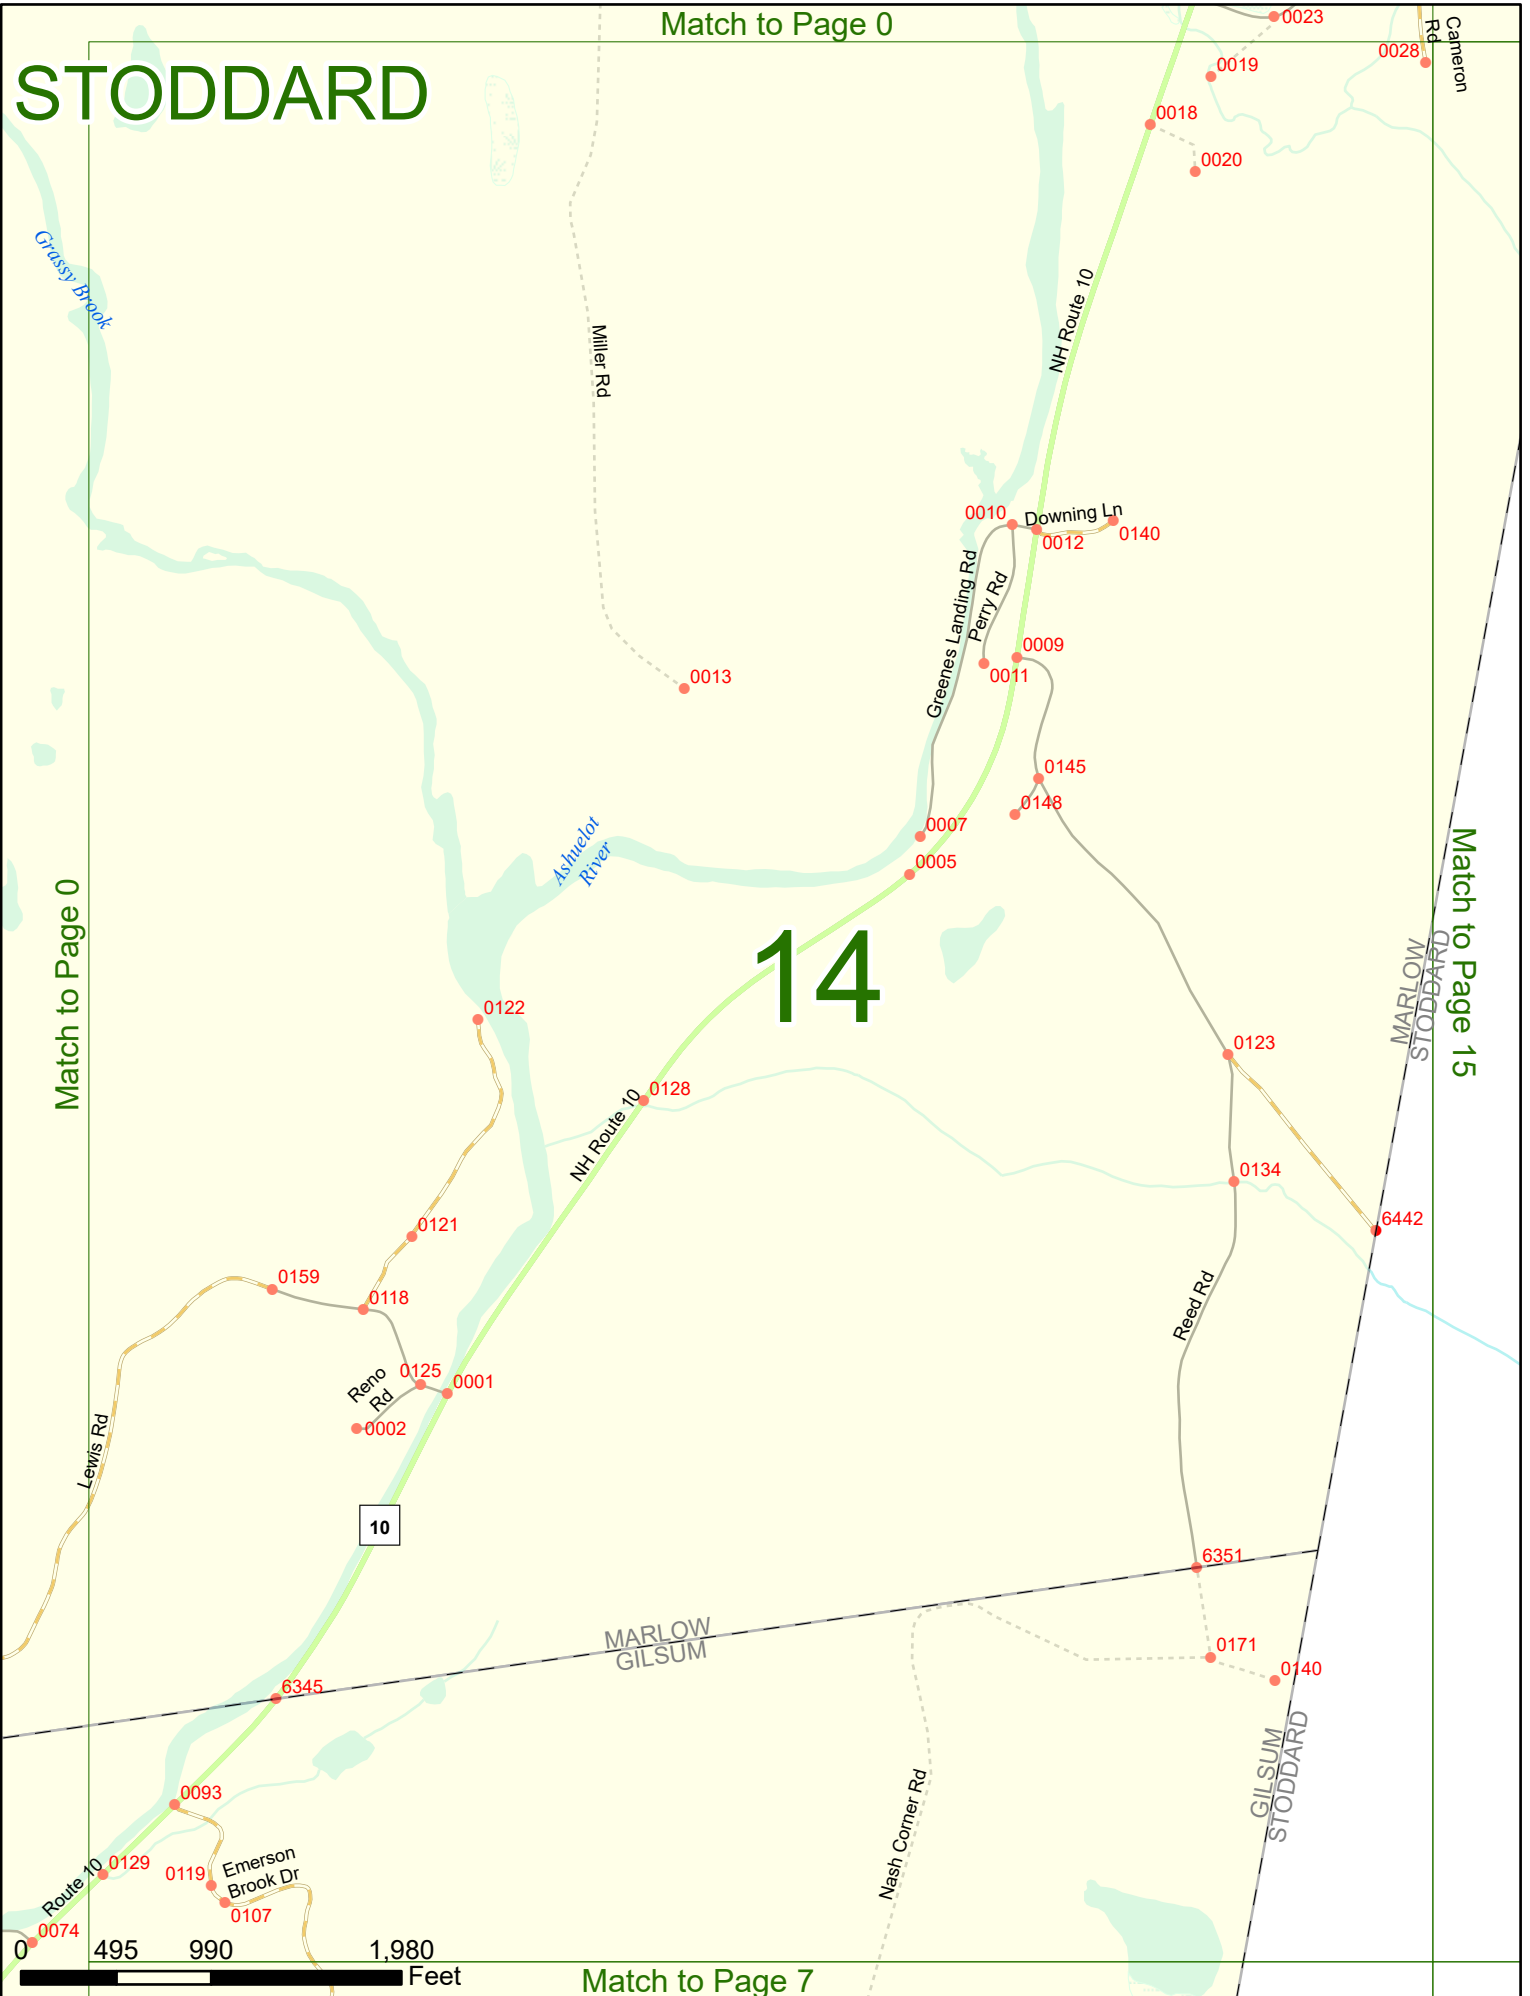 Match to Page 0
STODDARD
0023
Cameron
Rd
0028
0019
0018
0020
Grassy Brook
NH Route 10
Miller Rd
0010
Downing Ln
0012
0140
Greenes Landing Rd
Perry Rd
0009
0011
0013
0145
0148
0007
0005
Ashuelot
River
Match to Page 0
14
Match to Page 15
MARLOW
STODDARD
0122
0123
0128
NH Route 10
0134
6442
0121
0159
0118
Reed Rd
0125
0001
Reno
Rd
0002
Lewis Rd
10
6351
MARLOW
GILSUM
0171
0140
6345
GILSUM
STODDARD
0093
Nash Corner Rd
0129
0119
Emerson
Brook Dr
Route 10
0107
0074
0 495 990 1,980
Feet
Match to Page 7